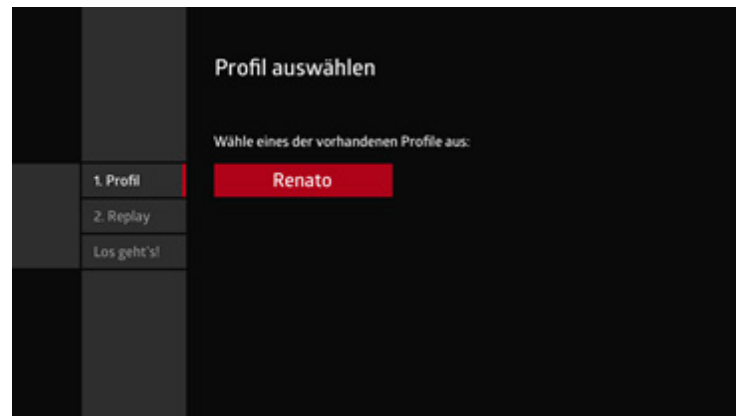 Profil auswählen
Wähle eines der vorhandenen Profile aus:
Renato
1. Profil
2. Replay
Los geht's!